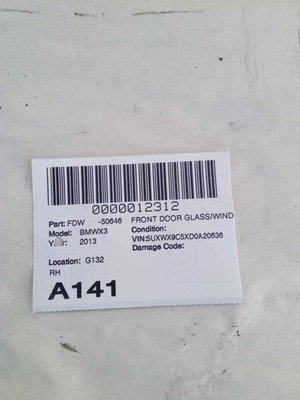 0000012312
Part: FDW -50646 FRONT DOOR GLASS/WIND
Model: BMWX3 Condition:
Year: 2013 VIN:5UXWX9C5XD0A20636
Damage Code:
Location: G132
RH
A141